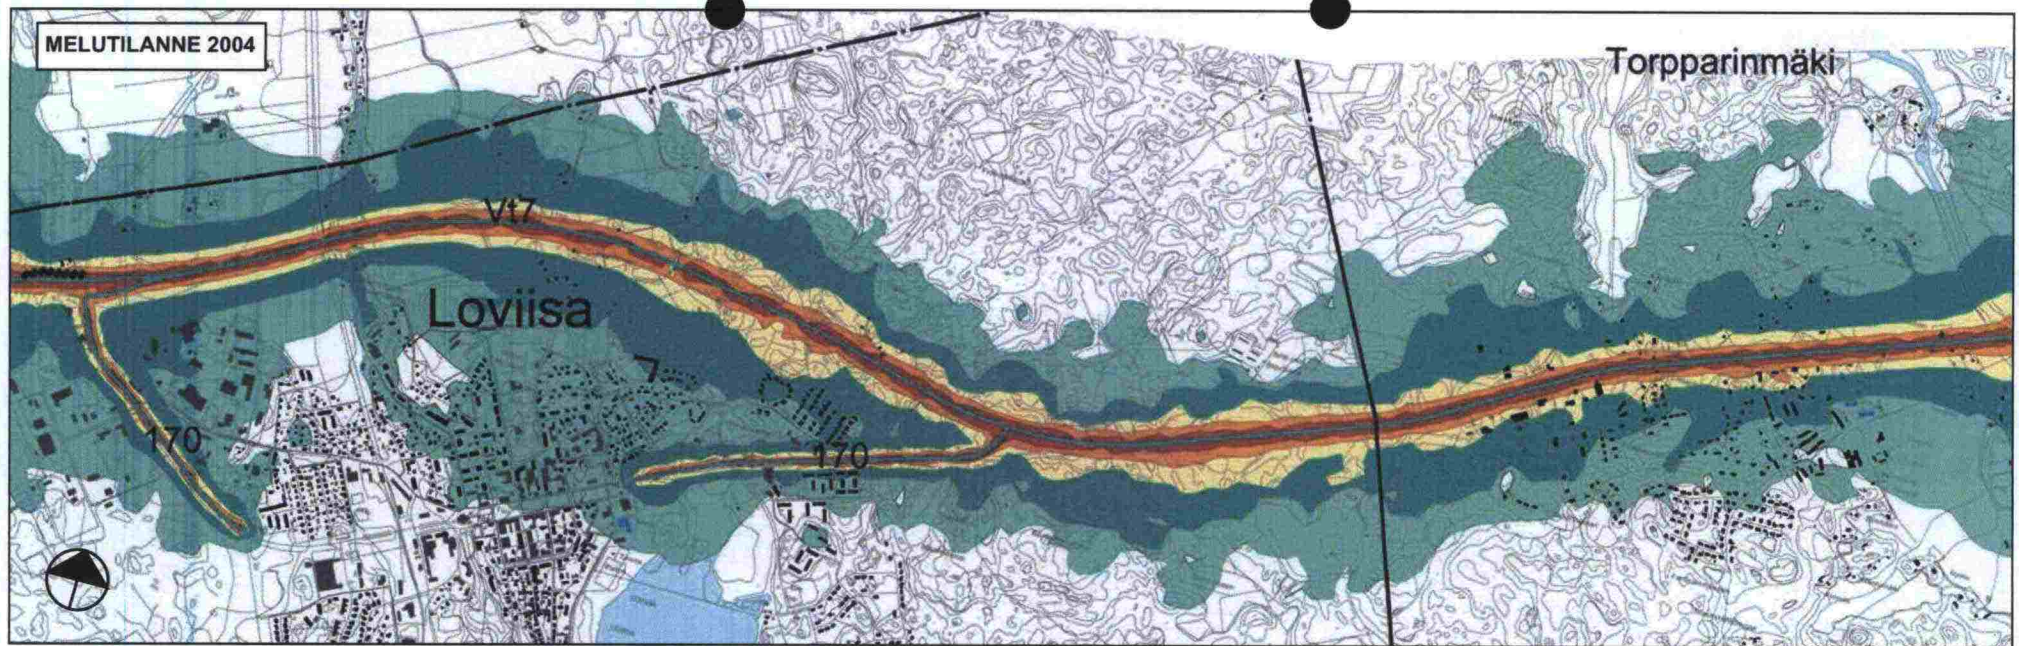 MELUTILANNE 2004
Torpparinmäki
Vt7
Loviisa
170
170